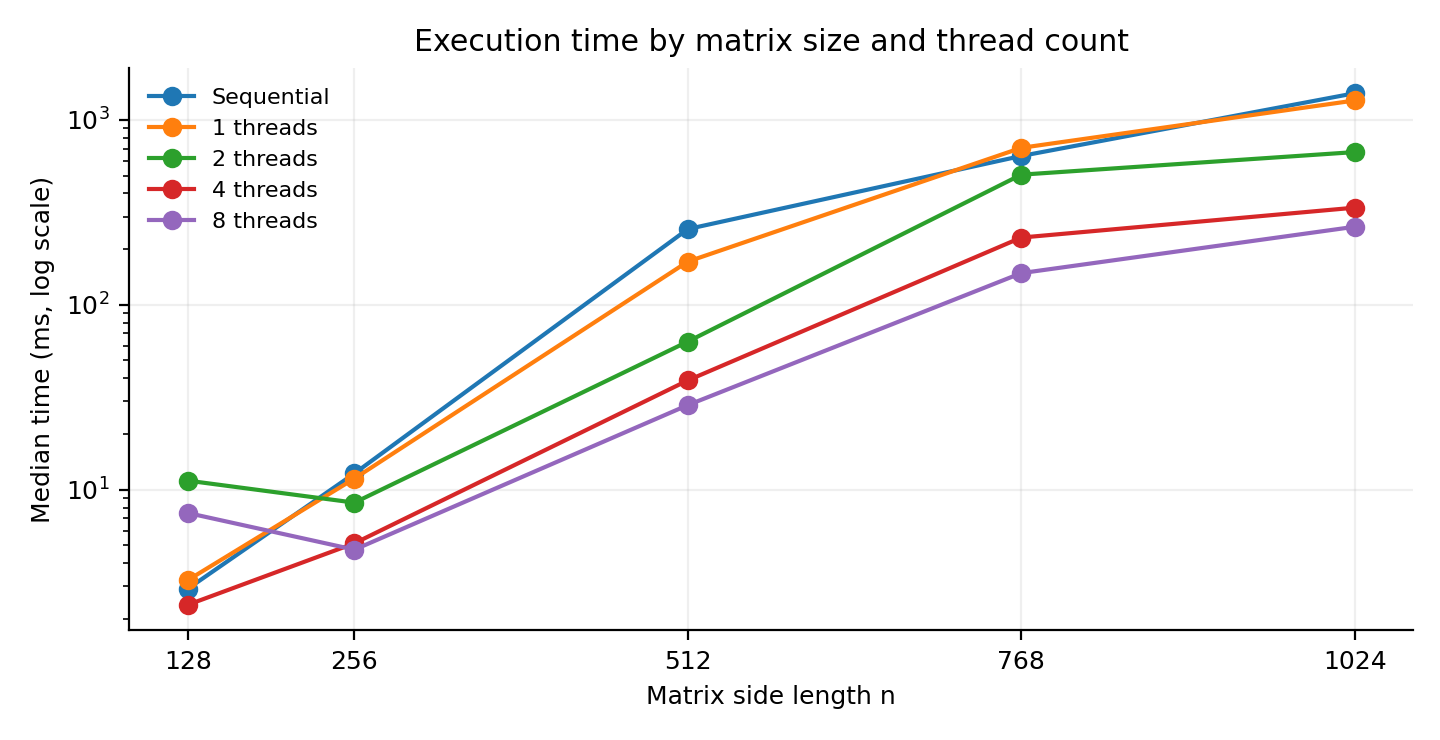 Execution time by matrix size and thread count
Sequential
1 threads
2 threads
4 threads
8 threads
10³
10²
10¹
Median time (ms, log scale)
128 256 512 768 1024
Matrix side length n